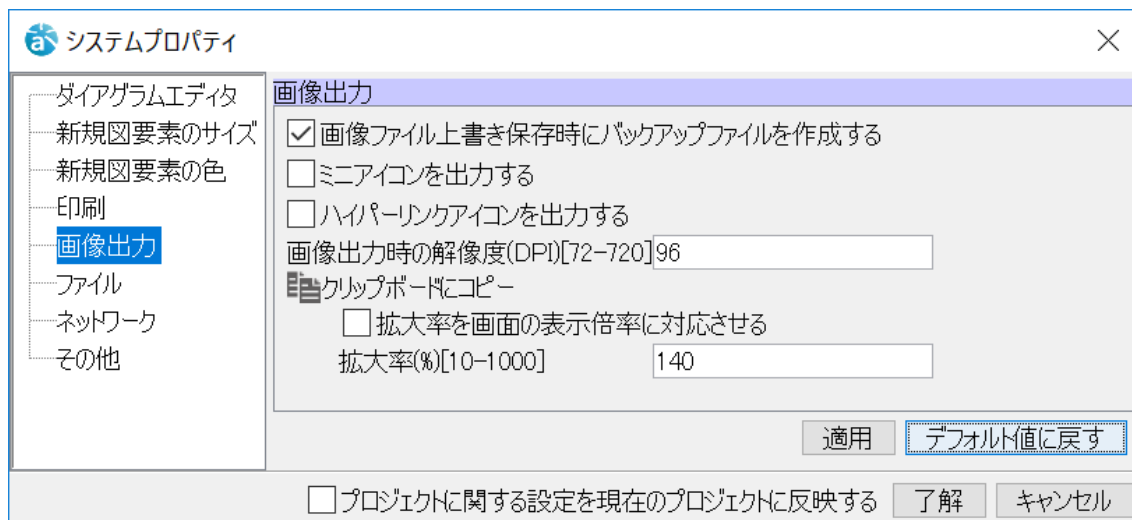 システムプロパティ
ダイアグラムエディタ
新規図要素のサイズ
新規図要素の色
印刷
画像出力
ファイル
ネットワーク
その他
画像出力
画像ファイル上書き保存時にバックアップファイルを作成する
ミニアイコンを出力する
ハイパーリンクアイコンを出力する
画像出力時の解像度(DPI)[72-720] 96
クリップボードにコピー
拡大率を画面の表示倍率に対応させる
拡大率(%)[10-1000] 140
適用 デフォルト値に戻す
プロジェクトに関する設定を現在のプロジェクトに反映する 了解 キャンセル